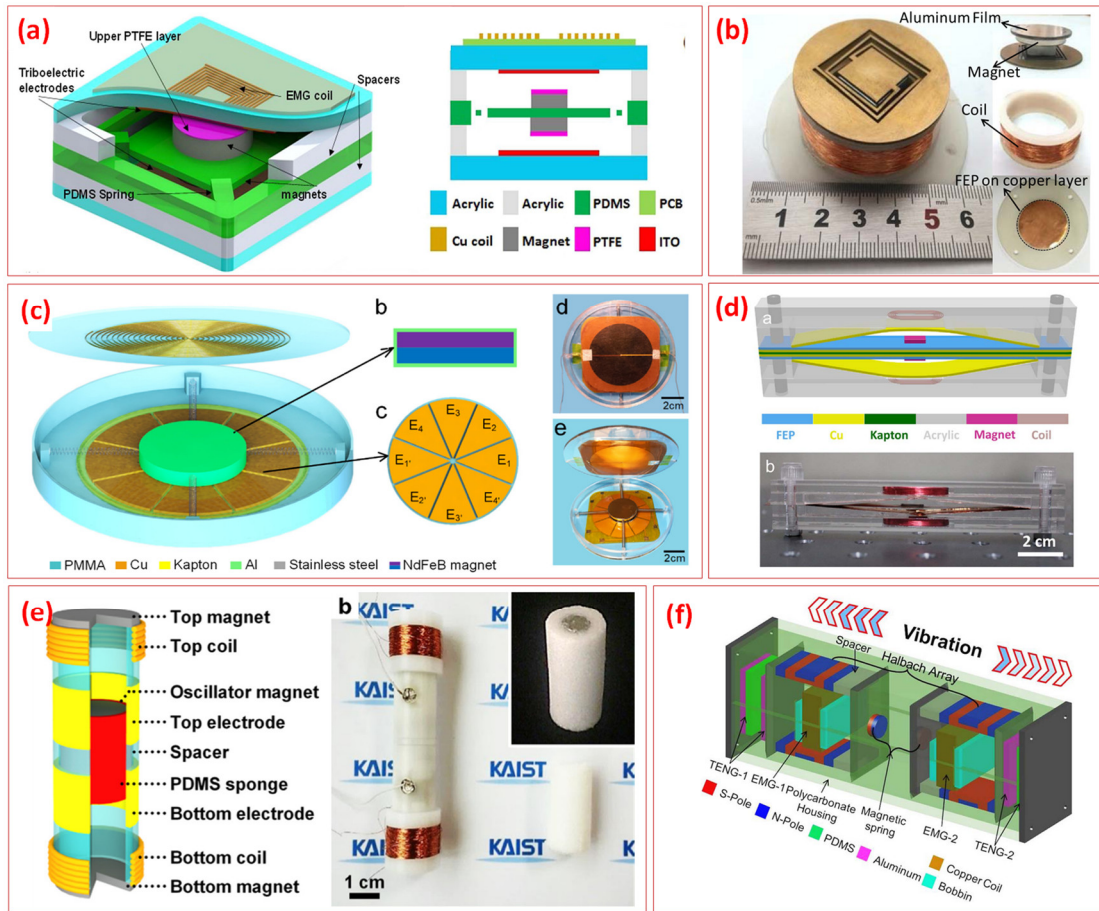 (a)
Upper PTFE layer
Triboelectric
electrodes
Spacers
EMG coil
PDMS Spring
magnets
Acrylic
Acrylic
PDMS
PCB
Cu coil
Magnet
PTFE
ITO
(b)
Aluminum Film
Magnet
Coil
FEP on copper layer
0.5mm
mm
1 2 3 4 5 6
mm
(c)
b
c
E3
E2
E1
E4'
E3'
E2'
E1'
E4
d
2cm
e
2cm
PMMA
Cu
Kapton
Al
Stainless steel
NdFeB magnet
(d)
a
FEP
Cu
Kapton
Acrylic
Magnet
Coil
b
2 cm
(e)
Top magnet
Top coil
Oscillator magnet
Top electrode
Spacer
PDMS sponge
Bottom electrode
Bottom coil
Bottom magnet
b
KAIST
KAIST
KAIST
KAIST
KAIST
KAIST
1 cm
(f)
Vibration
Spacer
Halbach Array
TENG-1
EMG-1
Polycarbonate
Housing
Magnetic
spring
EMG-2
TENG-2
S-Pole
N-Pole
PDMS
Aluminum
Copper Coil
Bobbin